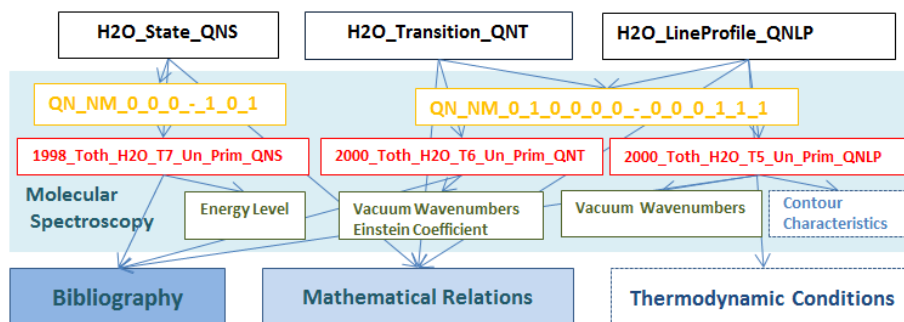 H2O_State_QNS
H2O_Transition_QNT
H2O_LineProfile_QNLP
QN_NM_0_0_0_-_1_0_1
QN_NM_0_1_0_0_0_0_-_0_0_0_1_1_1
1998_Toth_H2O_T7_Un_Prim_QNS
2000_Toth_H2O_T6_Un_Prim_QNT
2000_Toth_H2O_T5_Un_Prim_QNLP
Molecular
Spectroscopy
Energy Level
Vacuum Wavenumbers
Einstein Coefficient
Vacuum Wavenumbers
Contour
Characteristics
Bibliography
Mathematical Relations
Thermodynamic Conditions